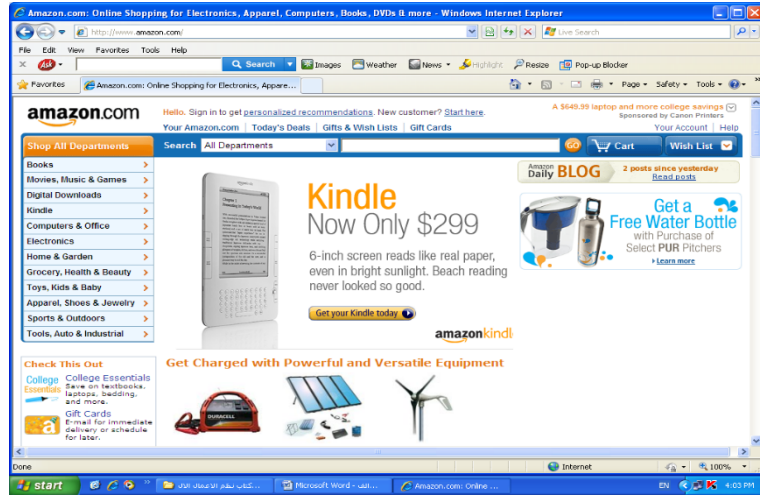 Amazon.com: Online Shopping for Electronics, Apparel, Computers, Books, DVDs & more - Windows Internet Explorer
http://www.amazon.com/
Live Search
File Edit View Favorites Tools Help
Ask Search Images Weather News Highlight Resize Pop-up Blocker
Favorites Amazon.com: Online Shopping for Electronics, Appare... Page Safety Tools
amazon.com
Hello. Sign in to get personalized recommendations. New customer? Start here.
A $649.99 laptop and more college savings
Sponsored by Canon Printers
Your Amazon.com Today's Deals Gifts & Wish Lists Gift Cards Your Account Help
Shop All Departments Search All Departments GO Cart Wish List
Books
Movies, Music & Games
Digital Downloads
Kindle
Computers & Office
Electronics
Home & Garden
Grocery, Health & Beauty
Toys, Kids & Baby
Apparel, Shoes & Jewelry
Sports & Outdoors
Tools, Auto & Industrial
Kindle
Now Only $299
6-inch screen reads like real paper,
even in bright sunlight. Beach reading
never looked so good.
Get your Kindle today
amazonkindl
Amazon
Daily BLOG
2 posts since yesterday
Read posts
Get a
Free Water Bottle
with Purchase of
Select PUR Pitchers
Learn more
Check This Out
College Essentials
College Essentials
Save on textbooks,
laptops, bedding,
and more.
Gift Cards
E-mail for immediate
delivery or schedule
for later.
Get Charged with Powerful and Versatile Equipment
DURACELL
Done Internet 100%
start Microsoft Word - Amazon.com: Online ... EN 4:03 PM